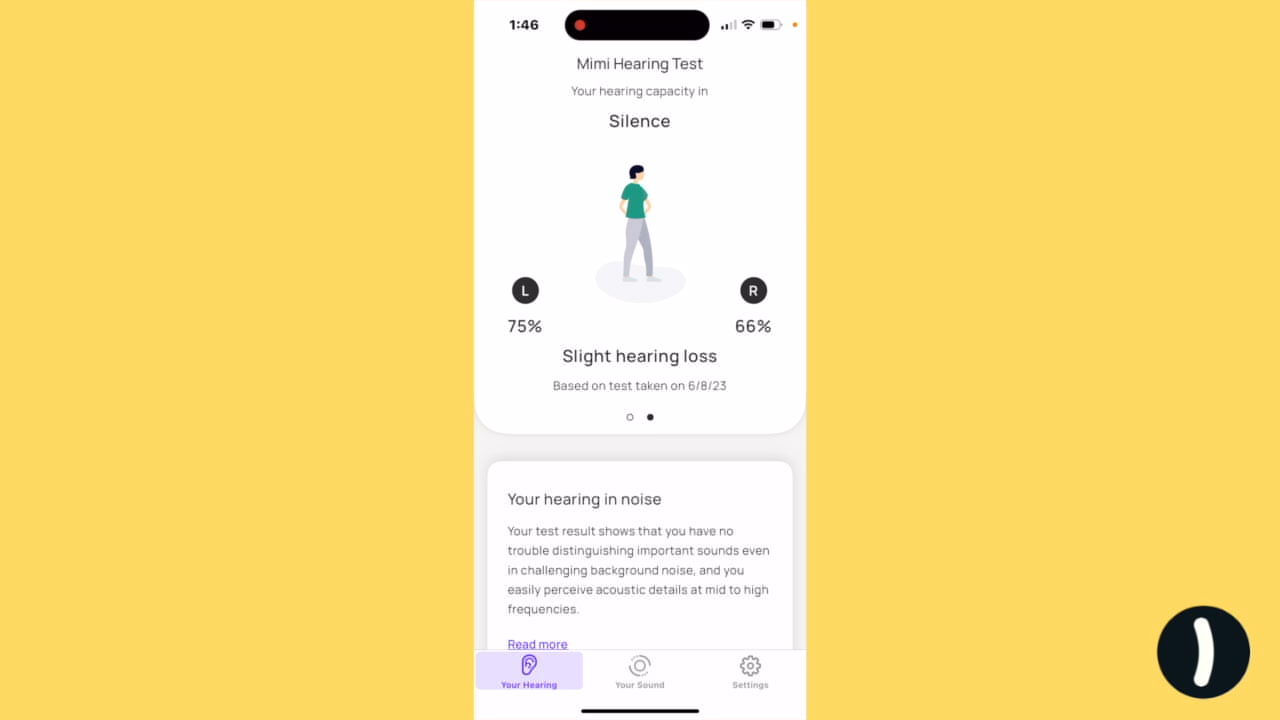 1:46
Mimi Hearing Test
Your hearing capacity in
Silence
L
R
75%
66%
Slight hearing loss
Based on test taken on 6/8/23
Your hearing in noise
Your test result shows that you have no
trouble distinguishing important sounds even
in challenging background noise, and you
easily perceive acoustic details at mid to high
frequencies.
Read more
Your Hearing
Your Sound
Settings